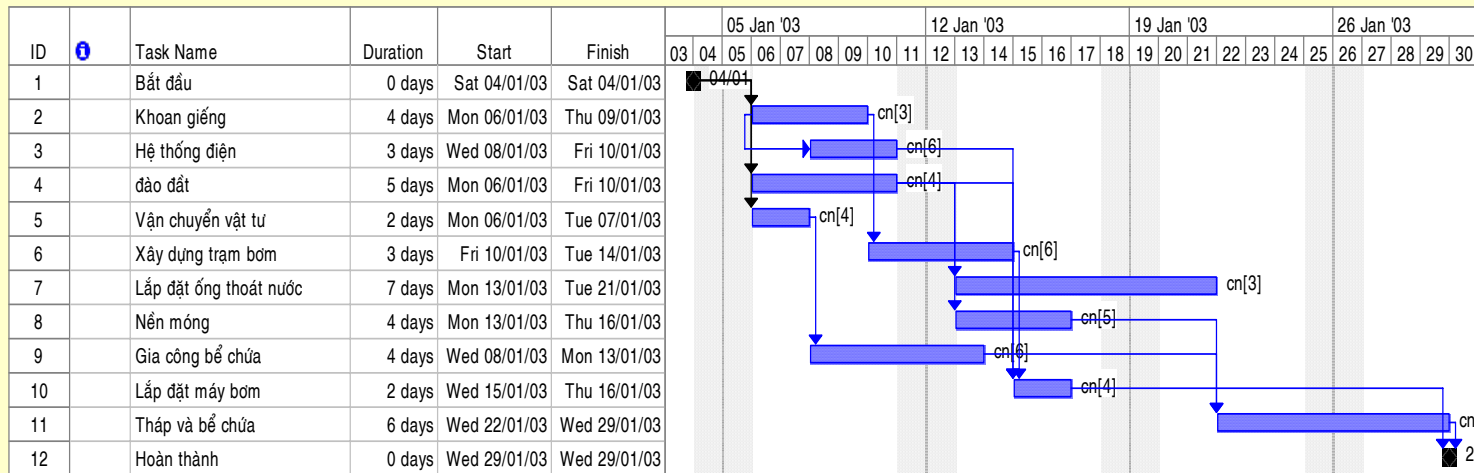 05 Jan '03 12 Jan '03 19 Jan '03 26 Jan '03
ID Task Name Duration Start Finish 03 04 05 06 07 08 09 10 11 12 13 14 15 16 17 18 19 20 21 22 23 24 25 26 27 28 29 30
1 Bắt đầu 0 days Sat 04/01/03 Sat 04/01/03 04/01
2 Khoan giếng 4 days Mon 06/01/03 Thu 09/01/03 cn[3]
3 Hệ thống điện 3 days Wed 08/01/03 Fri 10/01/03 cn[6]
4 đào đất 5 days Mon 06/01/03 Fri 10/01/03 cn[4]
5 Vận chuyển vật tư 2 days Mon 06/01/03 Tue 07/01/03 cn[4]
6 Xây dựng trạm bơm 3 days Fri 10/01/03 Tue 14/01/03 cn[6]
7 Lắp đặt ống thoát nước 7 days Mon 13/01/03 Tue 21/01/03 cn[3]
8 Nền móng 4 days Mon 13/01/03 Thu 16/01/03 cn[5]
9 Gia công bể chứa 4 days Wed 08/01/03 Mon 13/01/03 cn[6]
10 Lắp đặt máy bơm 2 days Wed 15/01/03 Thu 16/01/03 cn[4]
11 Tháp và bể chứa 6 days Wed 22/01/03 Wed 29/01/03 cn
12 Hoàn thành 0 days Wed 29/01/03 Wed 29/01/03 2